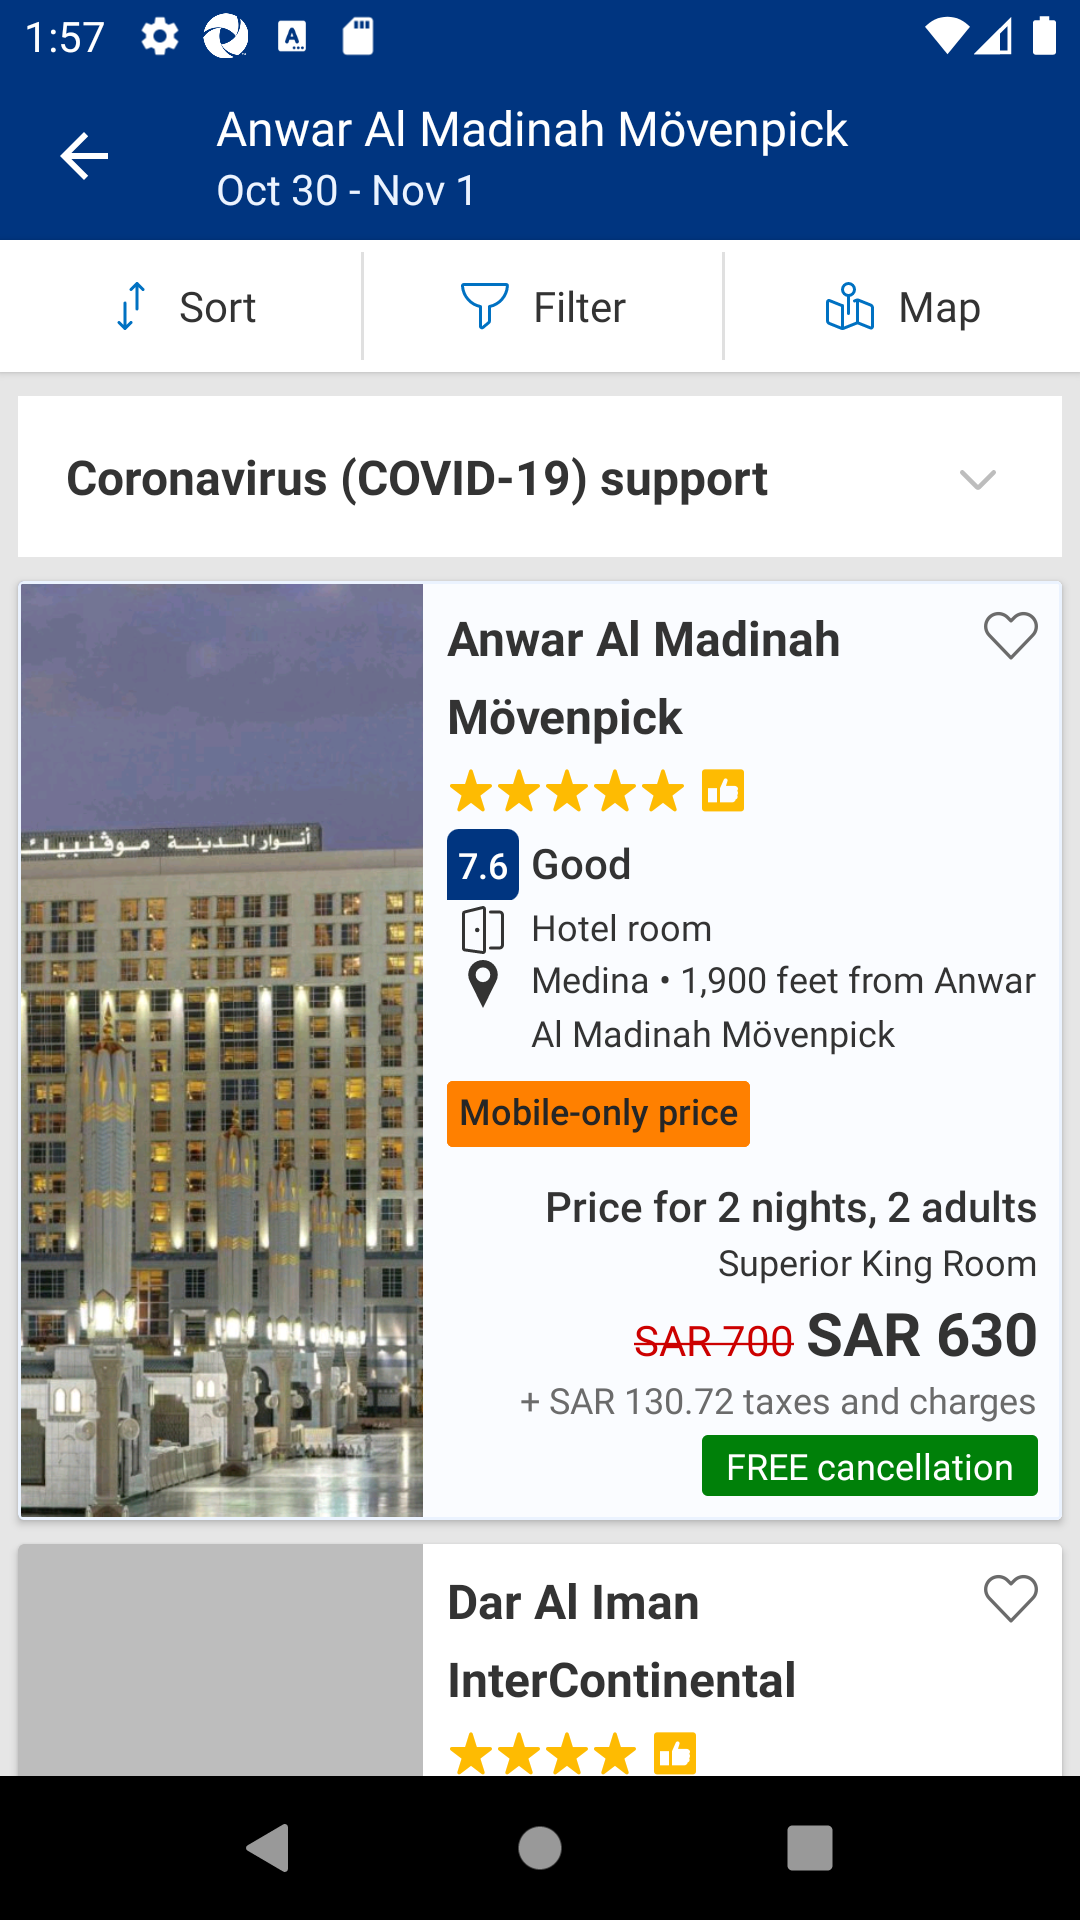 1:57
Anwar Al Madinah Mövenpick
Oct 30 - Nov 1
Sort
Filter
Map
Coronavirus (COVID-19) support
أنوار المدينة موڤنبيك
Anwar Al Madinah
Mövenpick
7.6 Good
Hotel room
Medina • 1,900 feet from Anwar
Al Madinah Mövenpick
Mobile-only price
Price for 2 nights, 2 adults
Superior King Room
SAR 700 SAR 630
+ SAR 130.72 taxes and charges
FREE cancellation
Dar Al Iman
InterContinental